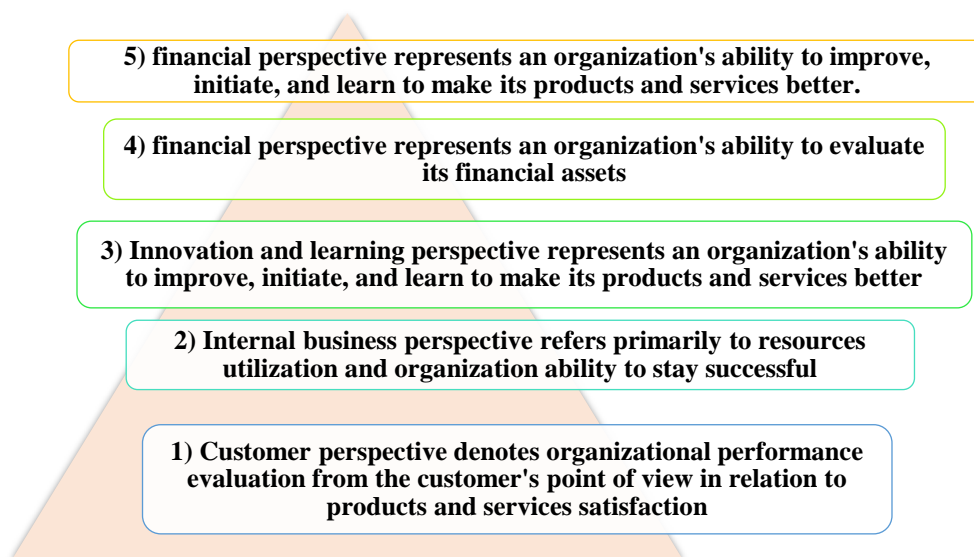 5) financial perspective represents an organization's ability to improve,
initiate, and learn to make its products and services better.
4) financial perspective represents an organization's ability to evaluate
its financial assets
3) Innovation and learning perspective represents an organization's ability
to improve, initiate, and learn to make its products and services better
2) Internal business perspective refers primarily to resources
utilization and organization ability to stay successful
1) Customer perspective denotes organizational performance
evaluation from the customer's point of view in relation to
products and services satisfaction